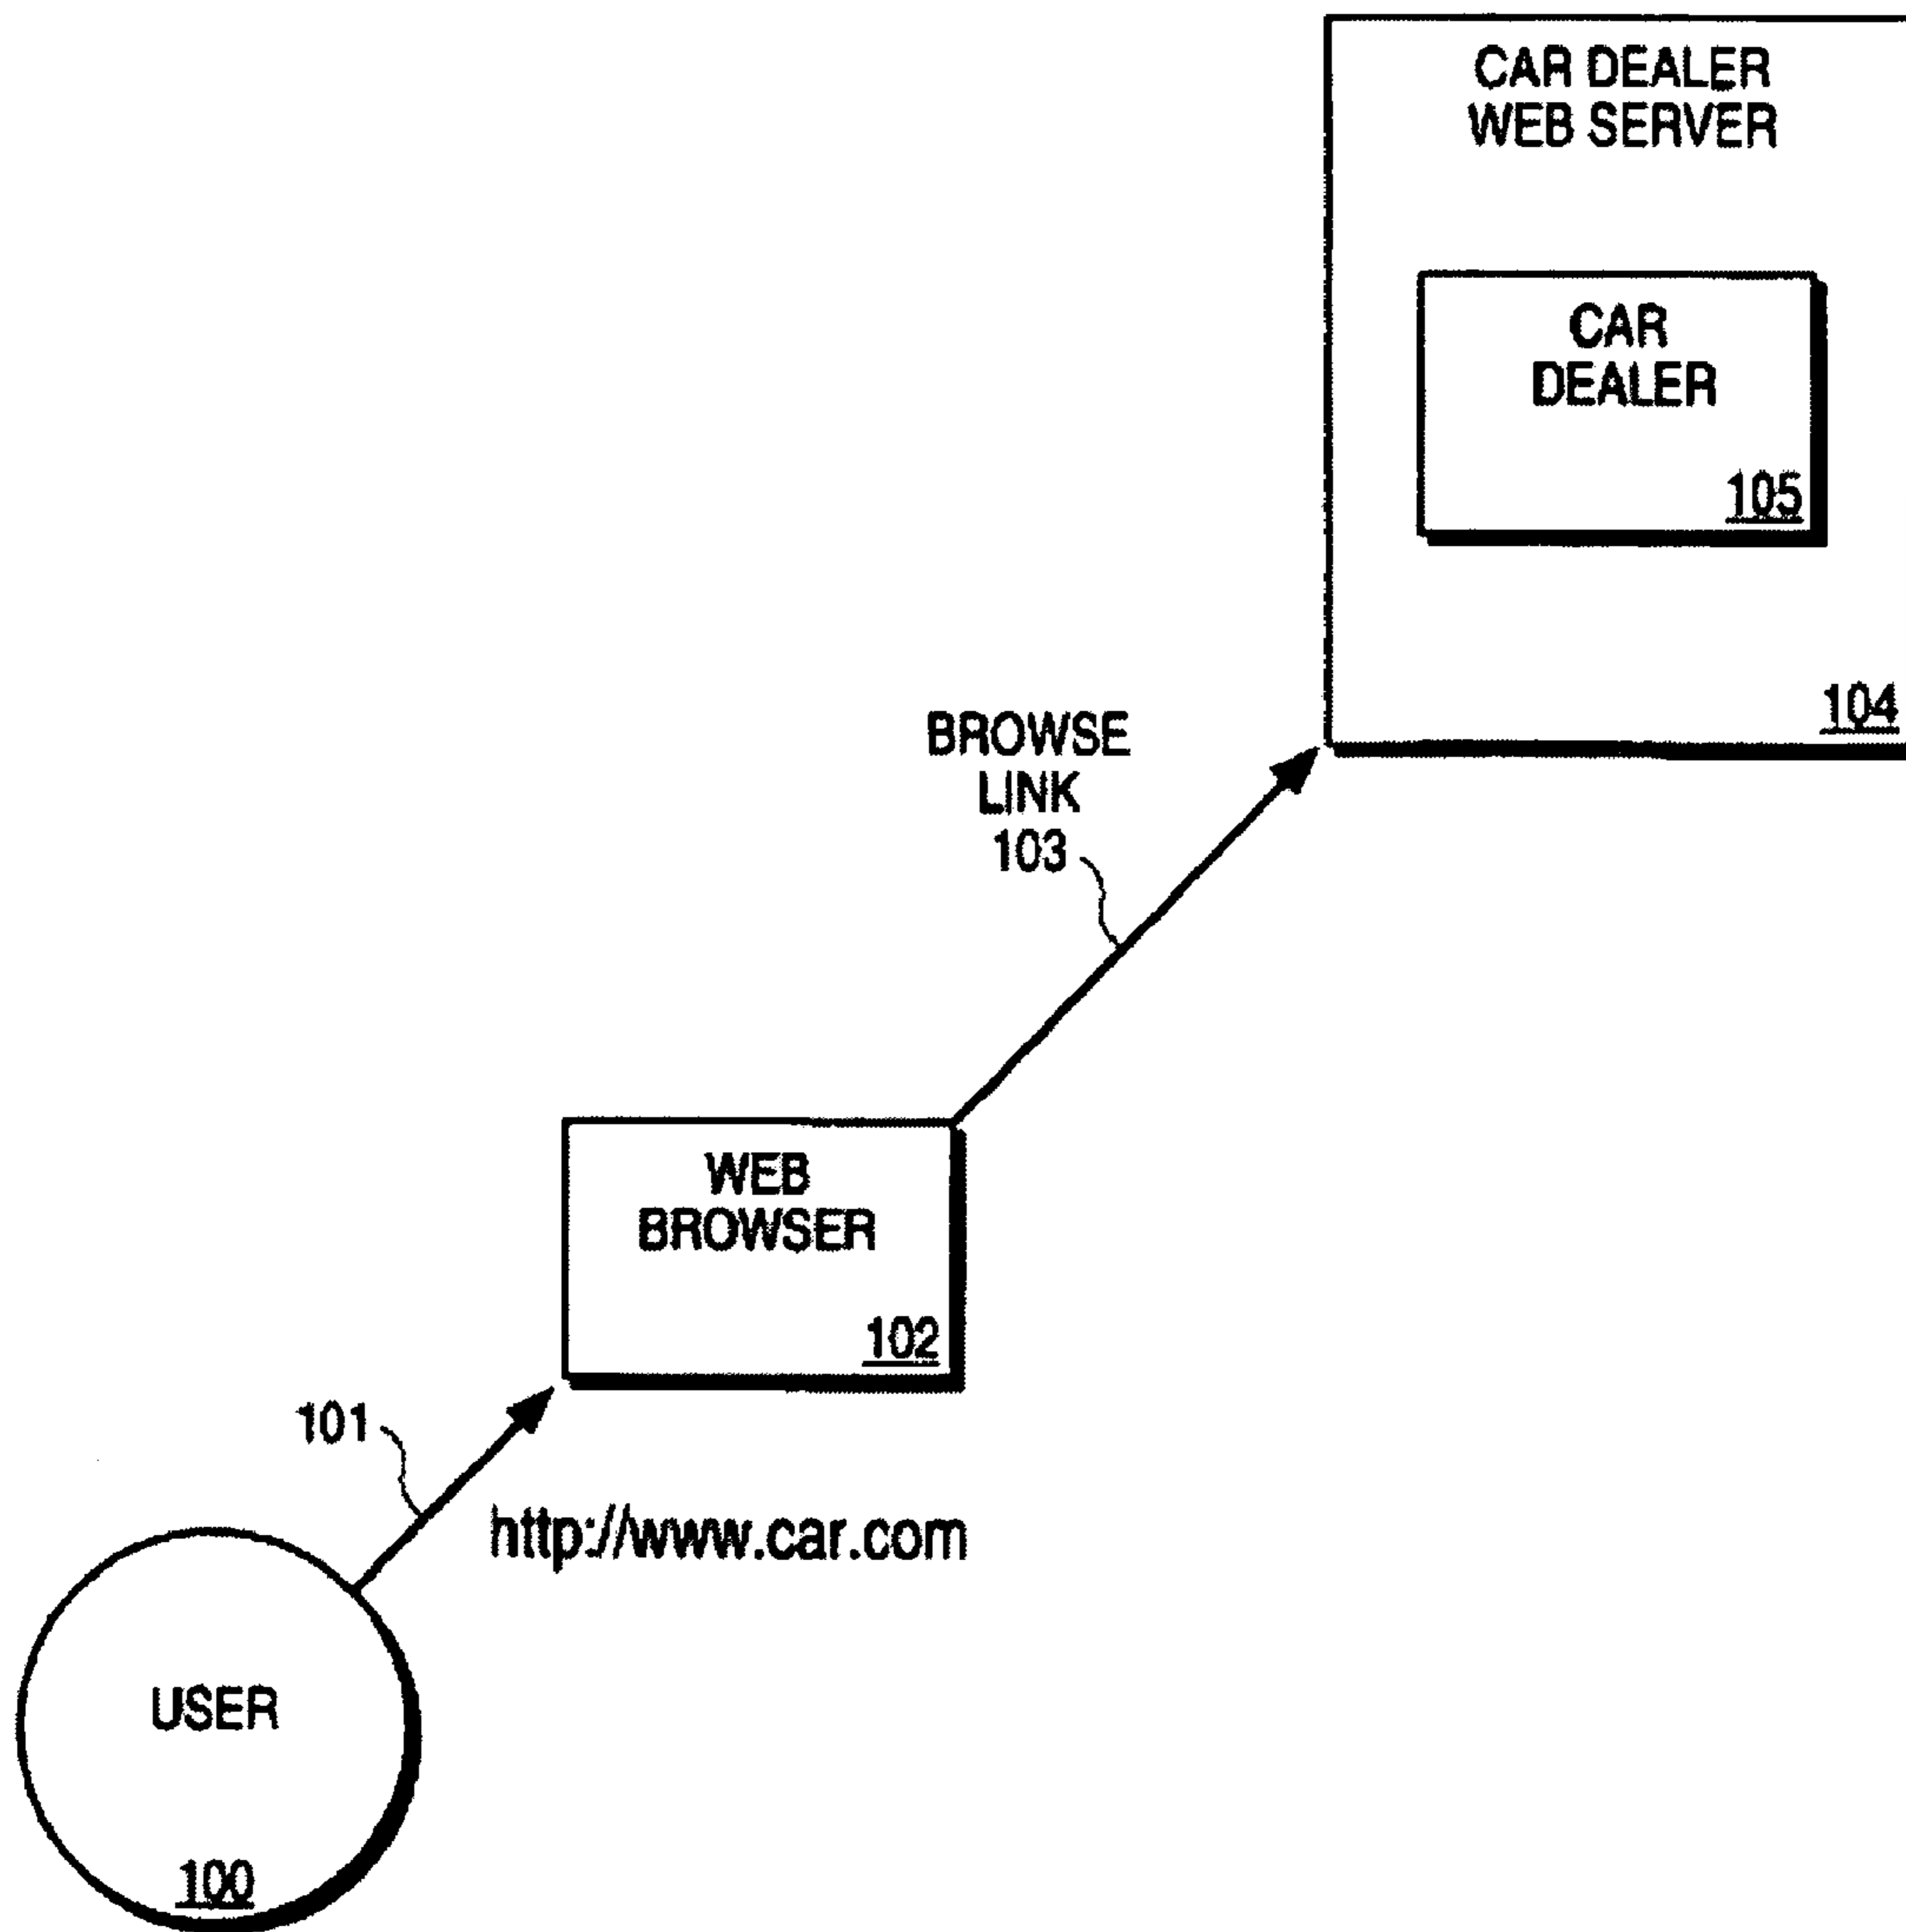 CAR DEALER
WEB SERVER
CAR
DEALER
105
104
BROWSE
LINK
103
WEB
BROWSER
102
101
http://www.car.com
USER
100